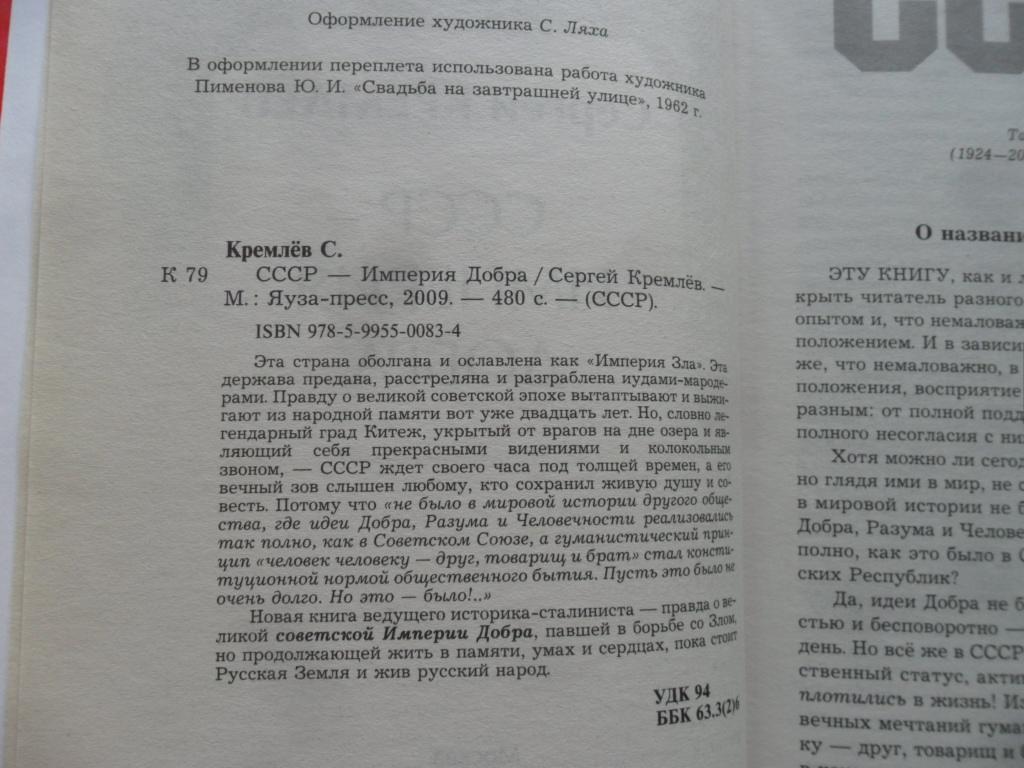 Оформление художника С. Ляха
В оформлении переплета использована работа художника
Пименова Ю. И. «Свадьба на завтрашней улице», 1962 г.
Кремлёв С.
К 79 СССР — Империя Добра / Сергей Кремлёв. —
М. : Яуза-пресс, 2009. — 480 с. — (СССР).
ISBN 978-5-9955-0083-4
Эта страна оболгана и ославлена как «Империя Зла». Эта
держава предана, расстреляна и разграблена иудами-мароде-
рами. Правду о великой советской эпохе вытаптывают и выжи-
гают из народной памяти вот уже двадцать лет. Но, словно ле-
гендарный град Китеж, укрытый от врагов на дне озера и яв-
ляющий себя прекрасными видениями и колокольным
звоном, — СССР ждет своего часа под толщей времен, а его
вечный зов слышен любому, кто сохранил живую душу и со-
весть. Потому что «не было в мировой истории другого обще-
ства, где идеи Добра, Разума и Человечности реализовались
так полно, как в Советском Союзе, а гуманистический прин-
цип «человек человеку — друг, товарищ и брат» стал консти-
туционной нормой общественного бытия. Пусть это было не
очень долго. Но это — было!..»
Новая книга ведущего историка-сталиниста — правда о ве-
ликой советской Империи Добра, павшей в борьбе со Злом,
но продолжающей жить в памяти, умах и сердцах, пока стоит
Русская Земля и жив русский народ.
УДК 94
ББК 63.3(2)6
(1924—20
О названи
ЭТУ КНИГУ, как и л
крыть читатель разного
опытом и, что немаловаж
положением. И в зависи
же, что немаловажно, в
положения, восприятие
разным: от полной подд
полного несогласия с ни
Хотя можно ли сегод
но глядя ими в мир, не с
в мировой истории не б
Добра, Разума и Челове
полно, как это было в С
ских Республик?
Да, идеи Добра не б
стью и бесповоротно —
день. Но всё же в СССР
ственный статус, актив
плотились в жизнь! Из
вечных мечтаний гума
ку — друг, товарищ и б